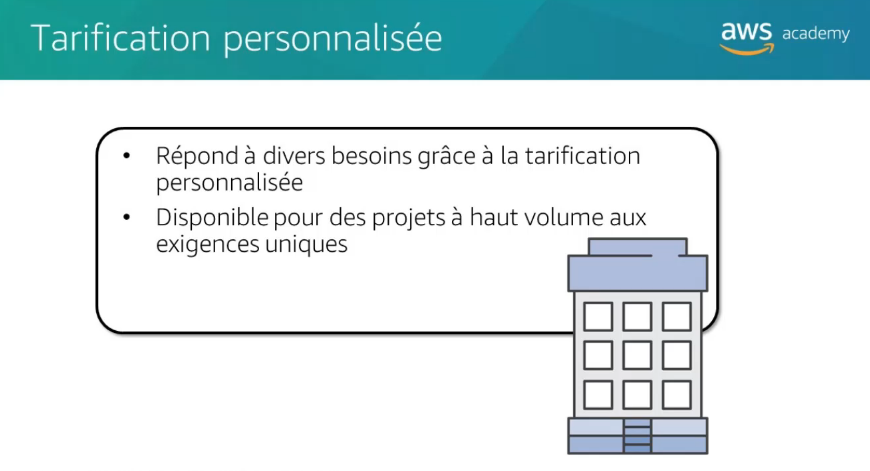 Tarification personnalisée
aws academy
• Répond à divers besoins grâce à la tarification
personnalisée
• Disponible pour des projets à haut volume aux
exigences uniques